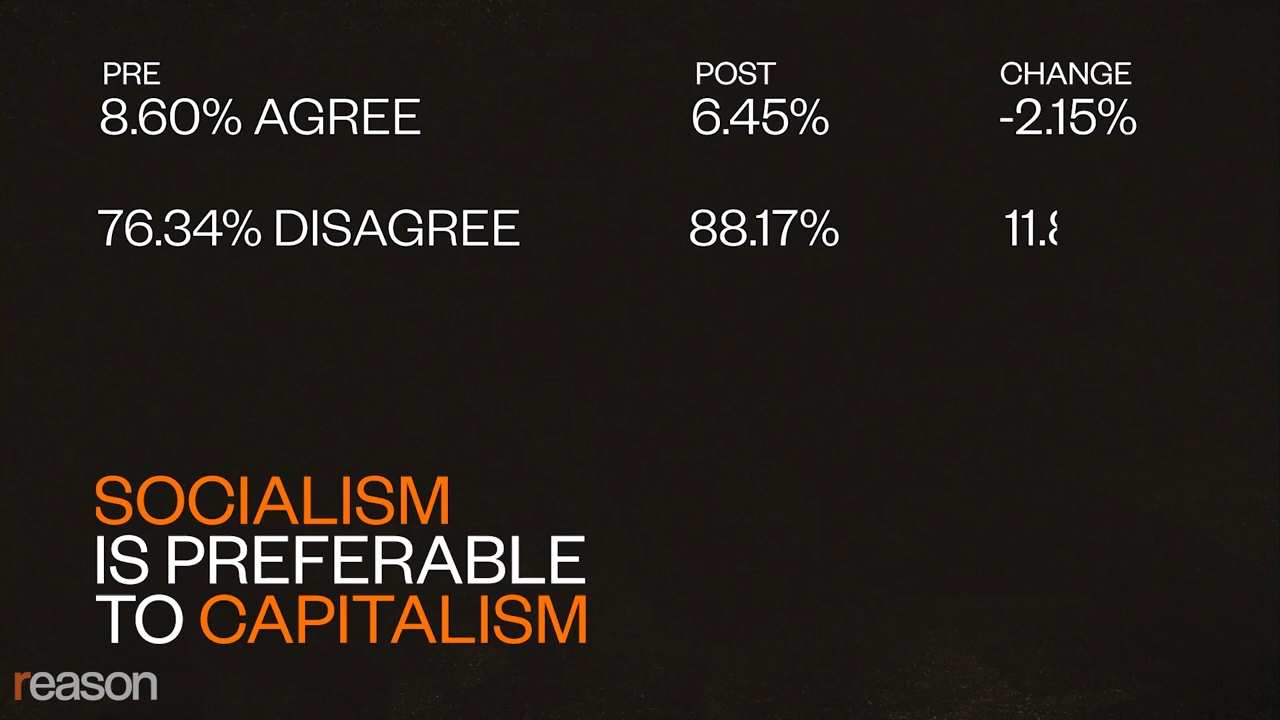 PRE POST CHANGE
8.60% AGREE 6.45% -2.15%
76.34% DISAGREE 88.17% 11.
SOCIALISM
IS PREFERABLE
TO CAPITALISM
reason